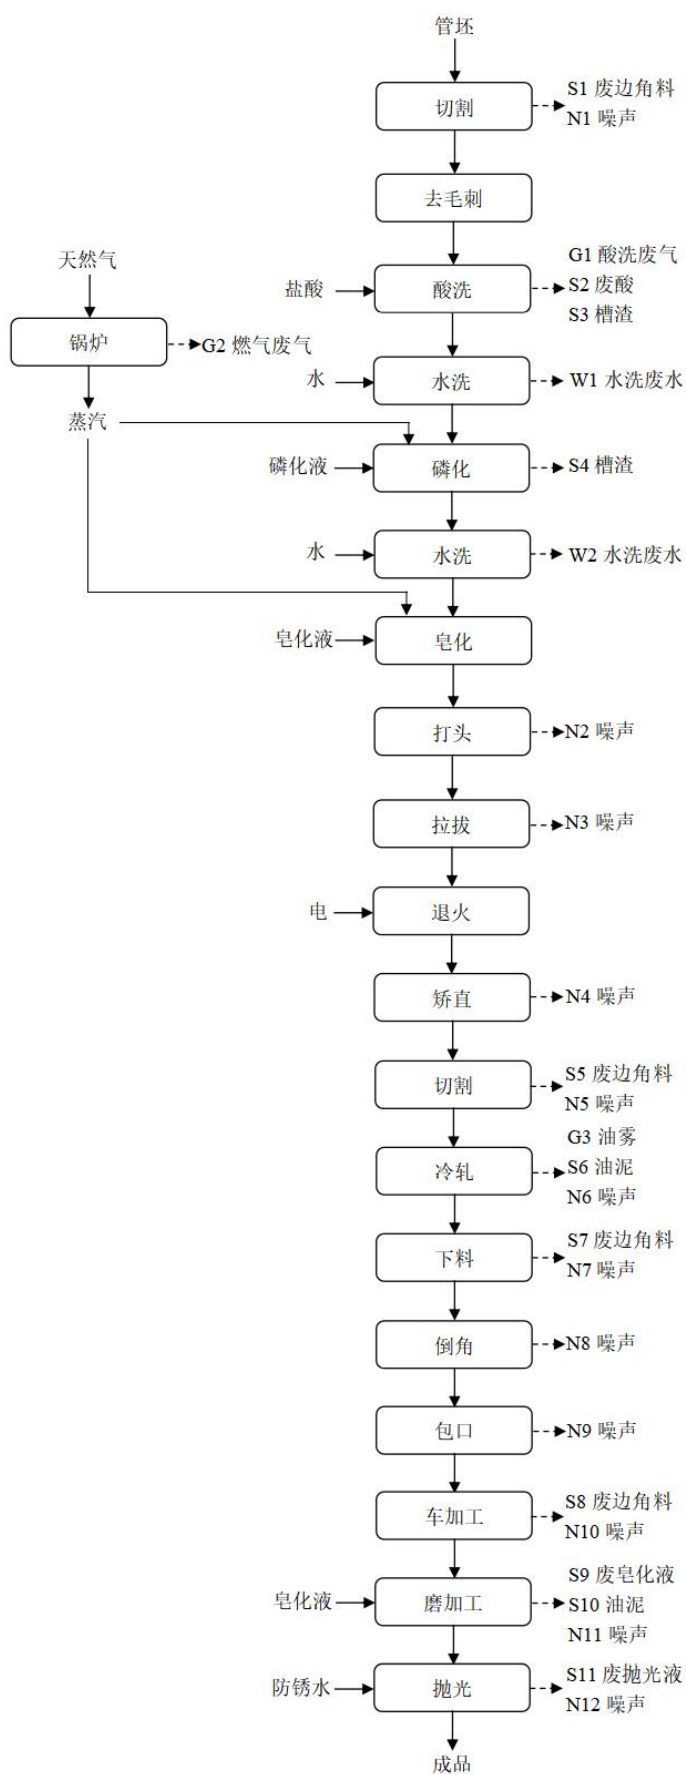 管坯
切割
S1 废边角料
N1 噪声
去毛刺
天然气
盐酸
酸洗
G1 酸洗废气
S2 废酸
S3 槽渣
锅炉
G2 燃气废气
水
水洗
W1 水洗废水
蒸汽
磷化液
磷化
S4 槽渣
水
水洗
W2 水洗废水
皂化液
皂化
打头
N2 噪声
拉拔
N3 噪声
电
退火
矫直
N4 噪声
切割
S5 废边角料
N5 噪声
冷轧
G3 油雾
S6 油泥
N6 噪声
下料
S7 废边角料
N7 噪声
倒角
N8 噪声
包口
N9 噪声
车加工
S8 废边角料
N10 噪声
皂化液
磨加工
S9 废皂化液
S10 油泥
N11 噪声
防锈水
抛光
S11 废抛光液
N12 噪声
成品